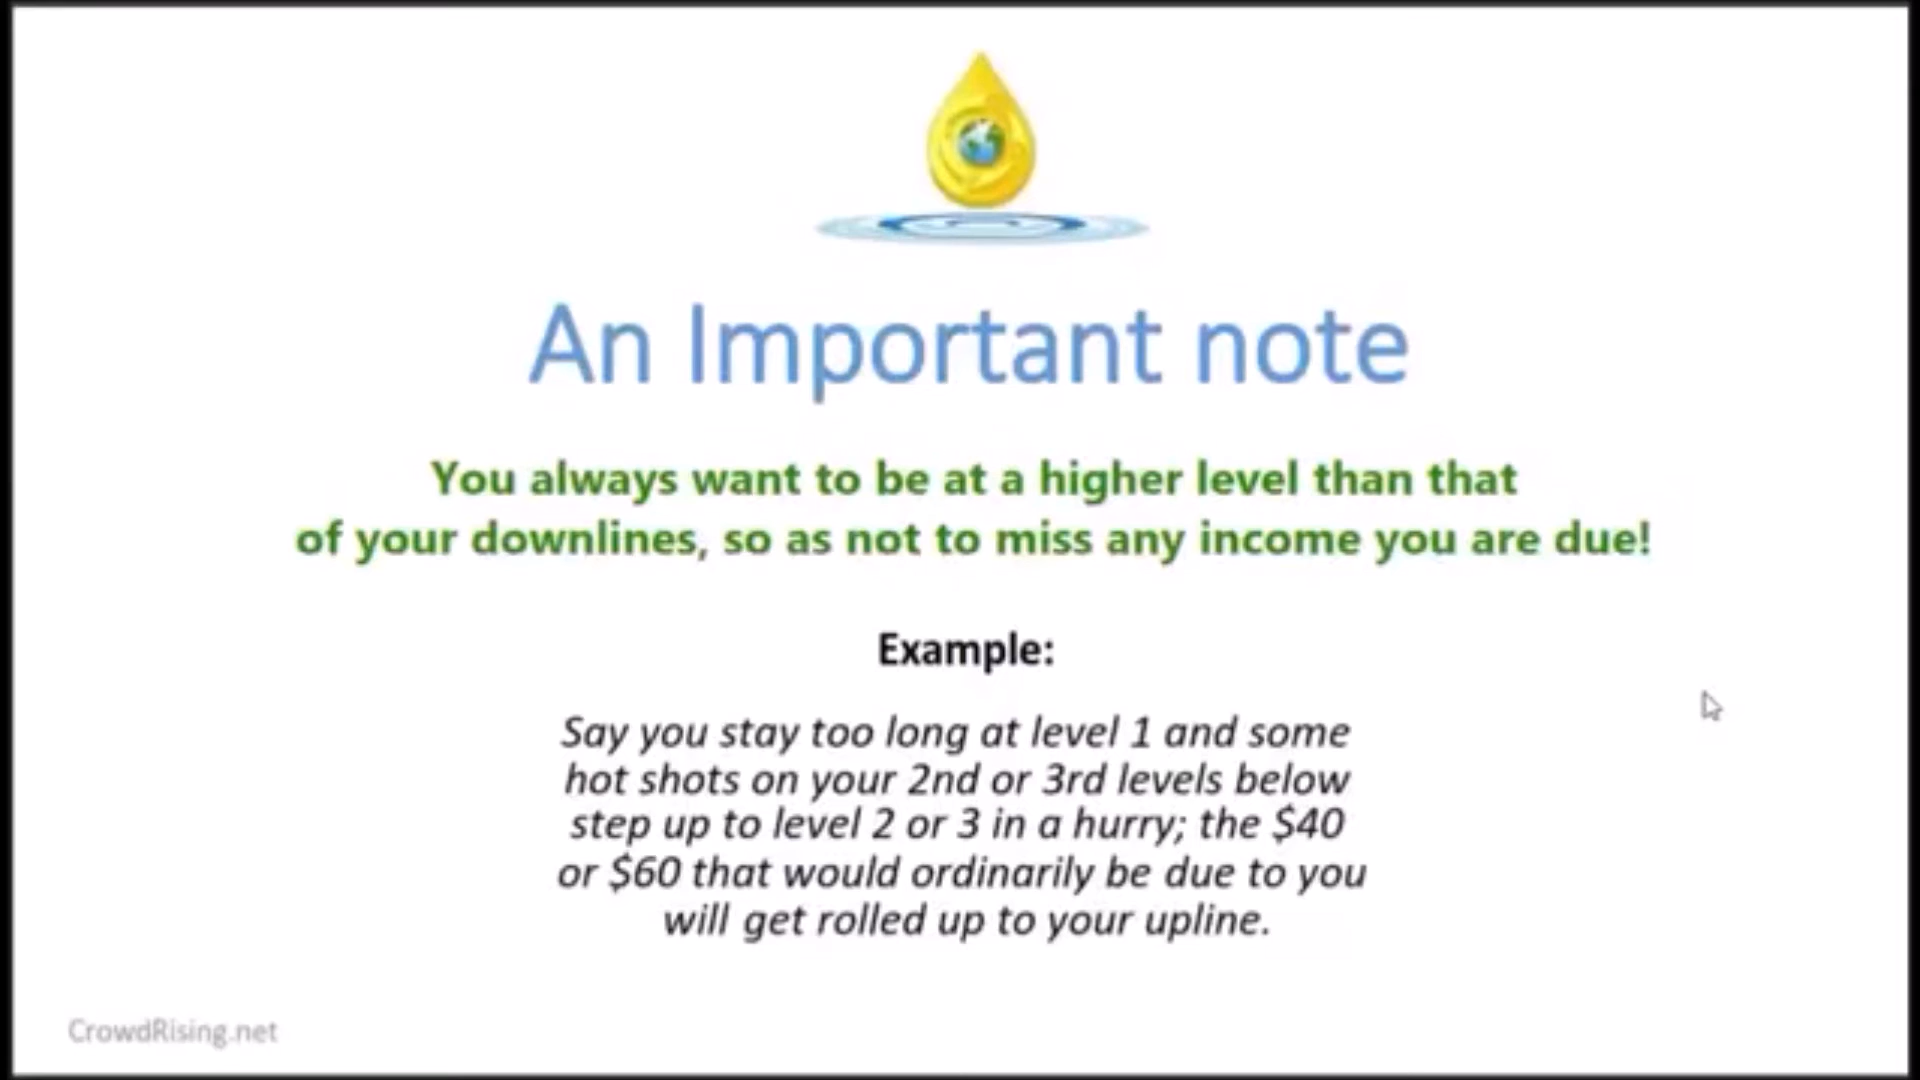 An Important note
You always want to be at a higher level than that
of your downlines, so as not to miss any income you are due!
Example:
Say you stay too long at level 1 and some
hot shots on your 2nd or 3rd levels below
step up to level 2 or 3 in a hurry; the $40
or $60 that would ordinarily be due to you
will get rolled up to your upline.
CrowdRising.net